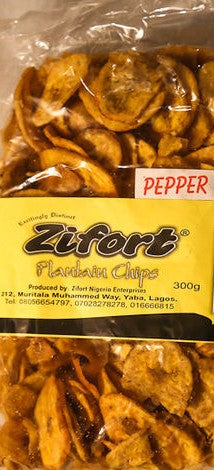 PEPPER
Excitingly Distinct
Zifort®
Plantain Chips
300g
Produced by Zifort Nigeria Enterprises
212, Muritala Muhammed Way, Yaba, Lagos,
Tel: 08056654797, 07028278278, 016666815